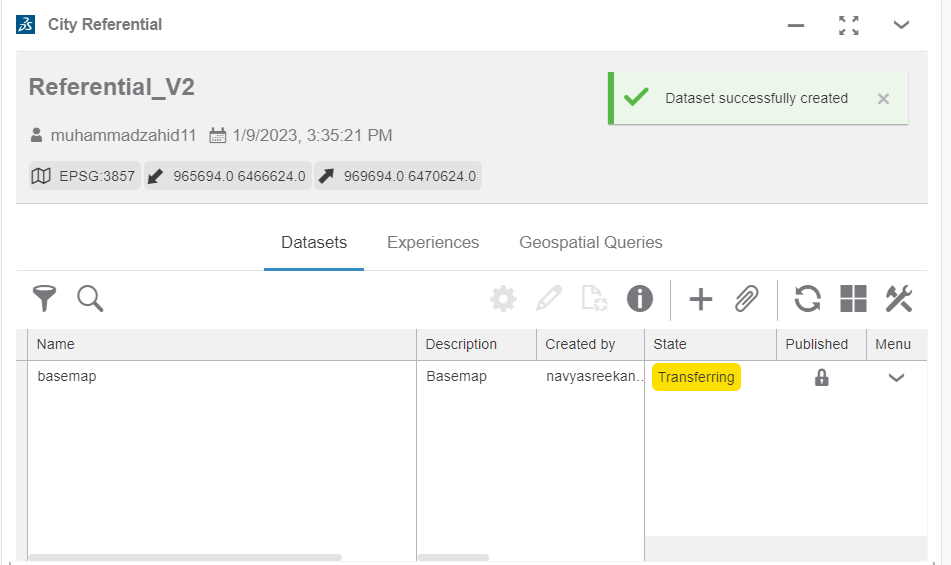 City Referential
Referential_V2
Dataset successfully created
muhammadzahid11 1/9/2023, 3:35:21 PM
EPSG:3857 965694.0 6466624.0 969694.0 6470624.0
Datasets Experiences Geospatial Queries
Name Description Created by State Published Menu
basemap Basemap navyasreekan... Transferring